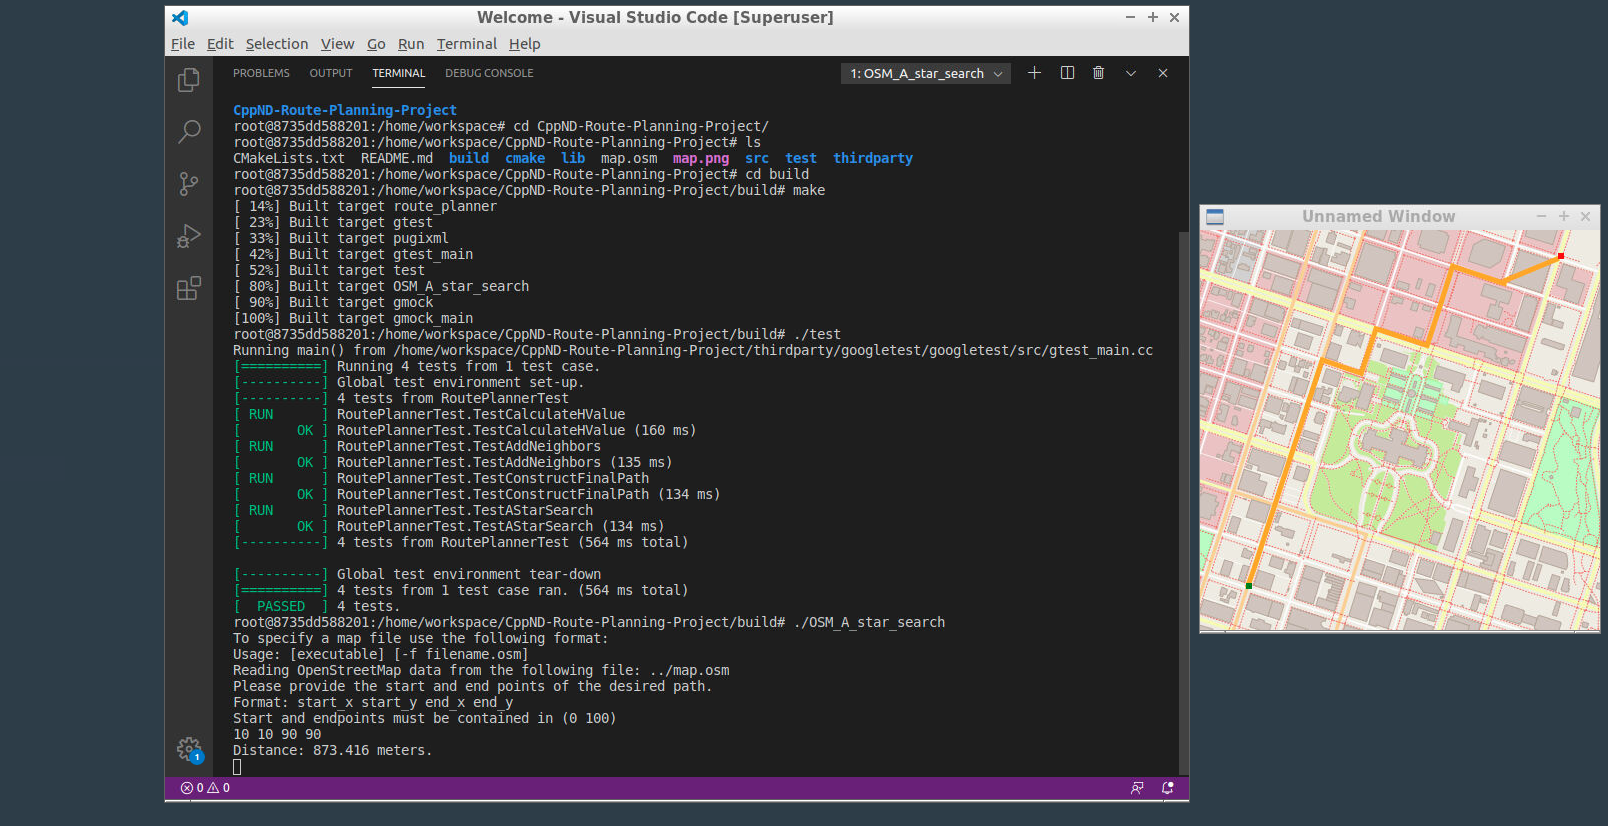 Welcome - Visual Studio Code [Superuser]
File Edit Selection View Go Run Terminal Help
PROBLEMS OUTPUT TERMINAL DEBUG CONSOLE 1: OSM_A_star_search
CppND-Route-Planning-Project
root@8735dd588201:/home/workspace# cd CppND-Route-Planning-Project/
root@8735dd588201:/home/workspace/CppND-Route-Planning-Project# ls
CMakeLists.txt README.md build cmake lib map.osm map.png src test thirdparty
root@8735dd588201:/home/workspace/CppND-Route-Planning-Project# cd build
root@8735dd588201:/home/workspace/CppND-Route-Planning-Project/build# make
[ 14%] Built target route_planner
[ 23%] Built target gtest
[ 33%] Built target pugixml
[ 42%] Built target gtest_main
[ 52%] Built target test
[ 80%] Built target OSM_A_star_search
[ 90%] Built target gmock
[100%] Built target gmock_main
root@8735dd588201:/home/workspace/CppND-Route-Planning-Project/build# ./test
Running main() from /home/workspace/CppND-Route-Planning-Project/thirdparty/googletest/googletest/src/gtest_main.cc
[==========] Running 4 tests from 1 test case.
[----------] Global test environment set-up.
[----------] 4 tests from RoutePlannerTest
[ RUN      ] RoutePlannerTest.TestCalculateHValue
[       OK ] RoutePlannerTest.TestCalculateHValue (160 ms)
[ RUN      ] RoutePlannerTest.TestAddNeighbors
[       OK ] RoutePlannerTest.TestAddNeighbors (135 ms)
[ RUN      ] RoutePlannerTest.TestConstructFinalPath
[       OK ] RoutePlannerTest.TestConstructFinalPath (134 ms)
[ RUN      ] RoutePlannerTest.TestAStarSearch
[       OK ] RoutePlannerTest.TestAStarSearch (134 ms)
[----------] 4 tests from RoutePlannerTest (564 ms total)
[----------] Global test environment tear-down
[==========] 4 tests from 1 test case ran. (564 ms total)
[  PASSED  ] 4 tests.
root@8735dd588201:/home/workspace/CppND-Route-Planning-Project/build# ./OSM_A_star_search
To specify a map file use the following format:
Usage: [executable] [-f filename.osm]
Reading OpenStreetMap data from the following file: ../map.osm
Please provide the start and end points of the desired path.
Format: start_x start_y end_x end_y
Start and endpoints must be contained in (0 100)
10 10 90 90
Distance: 873.416 meters.
1
0 0
Unnamed Window